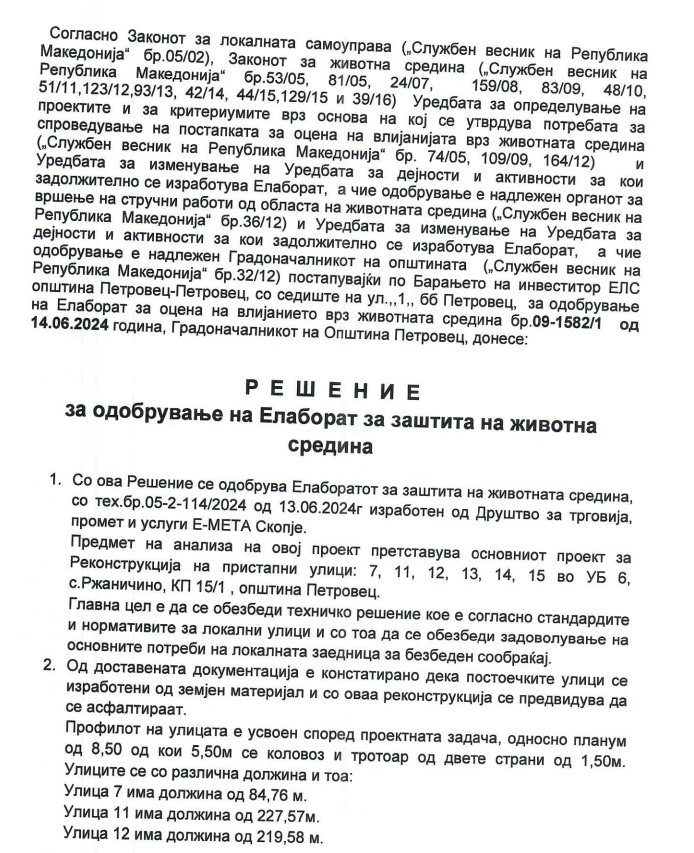 Согласно Законот за локалната самоуправа („Службен весник на Република
Македонија“ бр.05/02), Законот за животна средина („Службен весник на
Република Македонија“ бр.53/05, 81/05, 24/07, 159/08, 83/09, 48/10,
51/11,123/12,93/13, 42/14, 44/15,129/15 и 39/16) Уредбата за определување на
проектите и за критериумите врз основа на кој се утврдува потребата за
спроведување на постапката за оцена на влијанијата врз животната средина
(„Службен весник на Република Македонија“ бр. 74/05, 109/09, 164/12) и
Уредбата за изменување на Уредбата за дејности и активности за кои
задолжително се изработува Елаборат, а чие одобрување е надлежен органот за
вршење на стручни работи од областа на животната средина („Службен весник на
Република Македонија“ бр.36/12) и Уредбата за изменување на Уредбата за
дејности и активности за кои задолжително се изработува Елаборат, а чие
одобрување е надлежен Градоначалникот на општината („Службен весник на
Република Македонија“ бр.32/12) постапувајќи по Барањето на инвеститор ЕЛС
општина Петровец-Петровец, со седиште на ул.,,1,, бб Петровец, за одобрување
на Елаборат за оцена на влијанието врз животната средина бр.09-1582/1 од
14.06.2024 година, Градоначалникот на Општина Петровец, донесе:
Р Е Ш Е Н И Е
за одобрување на Елаборат за заштита на животна
средина
1. Со ова Решение се одобрува Елаборатот за заштита на животната средина,
со тех.бр.05-2-114/2024 од 13.06.2024г изработен од Друштво за трговија,
промет и услуги Е-МЕТА Скопје.
Предмет на анализа на овој проект претставува основниот проект за
Реконструкција на пристапни улици: 7, 11, 12, 13, 14, 15 во УБ 6,
с.Ржаничино, КП 15/1 , општина Петровец.
Главна цел е да се обезбеди техничко решение кое е согласно стандардите
и нормативите за локални улици и со тоа да се обезбеди задоволување на
основните потреби на локалната заедница за безбеден сообраќај.
2. Од доставената документација е констатирано дека постоечките улици се
изработени од земјен материјал и со оваа реконструкција се предвидува да
се асфалтираат.
Профилот на улицата е усвоен според проектната задача, односно планум
од 8,50 од кои 5,50м се коловоз и тротоар од двете страни од 1,50м.
Улиците се со различна должина и тоа:
Улица 7 има должина од 84,76 м.
Улица 11 има должина од 227,57м.
Улица 12 има должина од 219,58 м.